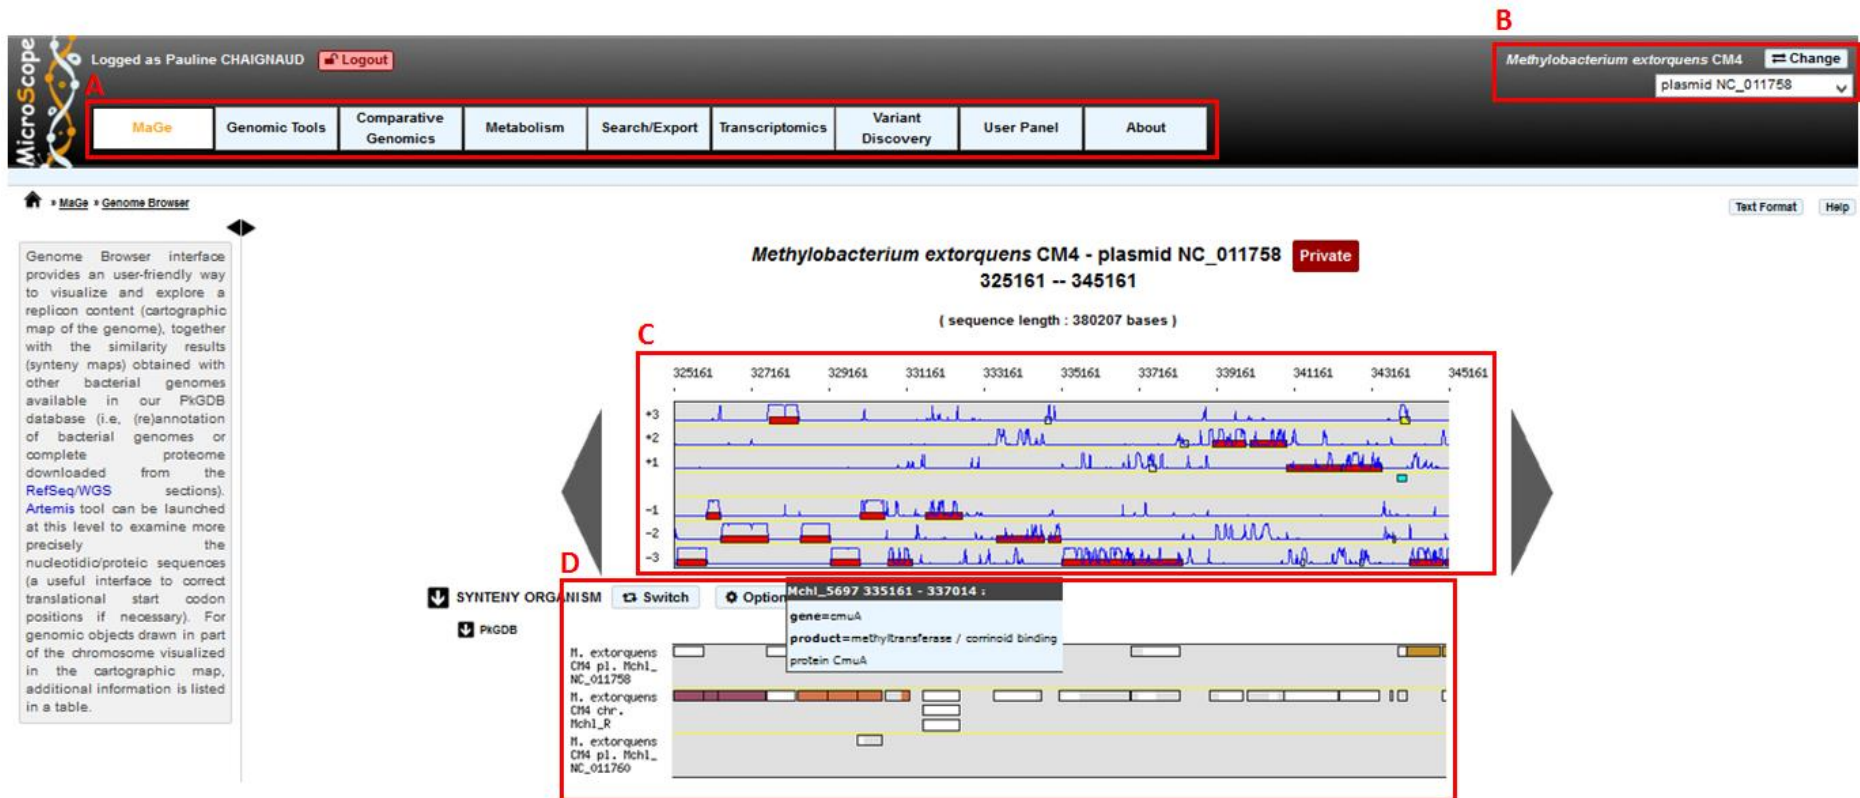 B
MicroScope
Logged as Pauline CHAIGNAUD Logout
Methylobacterium extorquens CM4 Change
plasmid NC_011758
A
MaGe Genomic Tools Comparative Genomics Metabolism Search/Export Transcriptomics Variant Discovery User Panel About
» MaGe » Genome Browser
Text Format Help
Genome Browser interface
provides an user-friendly way
to visualize and explore a
replicon content (cartographic
map of the genome), together
with the similarity results
(synteny maps) obtained with
other bacterial genomes
available in our PkGDB
database (i.e, (re)annotation
of bacterial genomes or
complete proteome
downloaded from the
RefSeq/WGS sections).
Artemis tool can be launched
at this level to examine more
precisely the
nucleotidic/proteic sequences
(a useful interface to correct
translational start codon
positions if necessary). For
genomic objects drawn in part
of the chromosome visualized
in the cartographic map,
additional information is listed
in a table.
Methylobacterium extorquens CM4 - plasmid NC_011758 Private
325161 -- 345161
( sequence length : 380207 bases )
C
325161 327161 329161 331161 333161 335161 337161 339161 341161 343161 345161
+3
+2
+1
-1
-2
-3
D
SYNTENY ORGANISM Switch Option
PkGDB
Mchl_5697 335161 - 337014 :
gene=cmuA
product=methyltransferase / corrinoid binding
protein CmuA
M. extorquens
CM4 pl. Mchl_
NC_011758
M. extorquens
CM4 chr.
Mchl_R
M. extorquens
CM4 pl. Mchl_
NC_011760